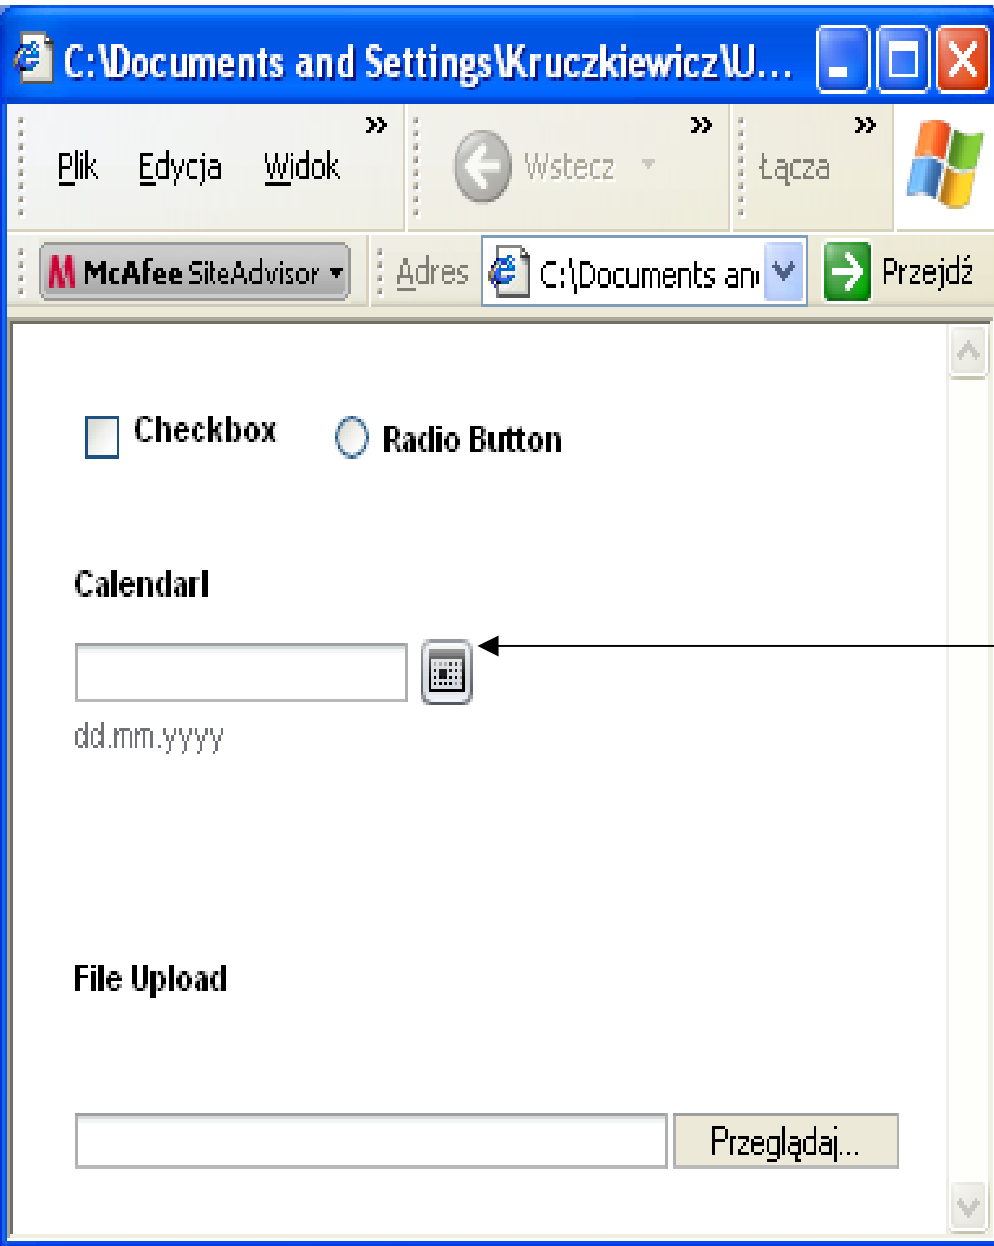 C:\Documents and Settings\Kruczkiewicz\U...
Plik Edycja Widok » Wstecz » Łącza »
McAfee SiteAdvisor Adres C:\Documents an Przejdź
Checkbox Radio Button
Calendarl
dd.mm.yyyy
File Upload
Przeglądaj...